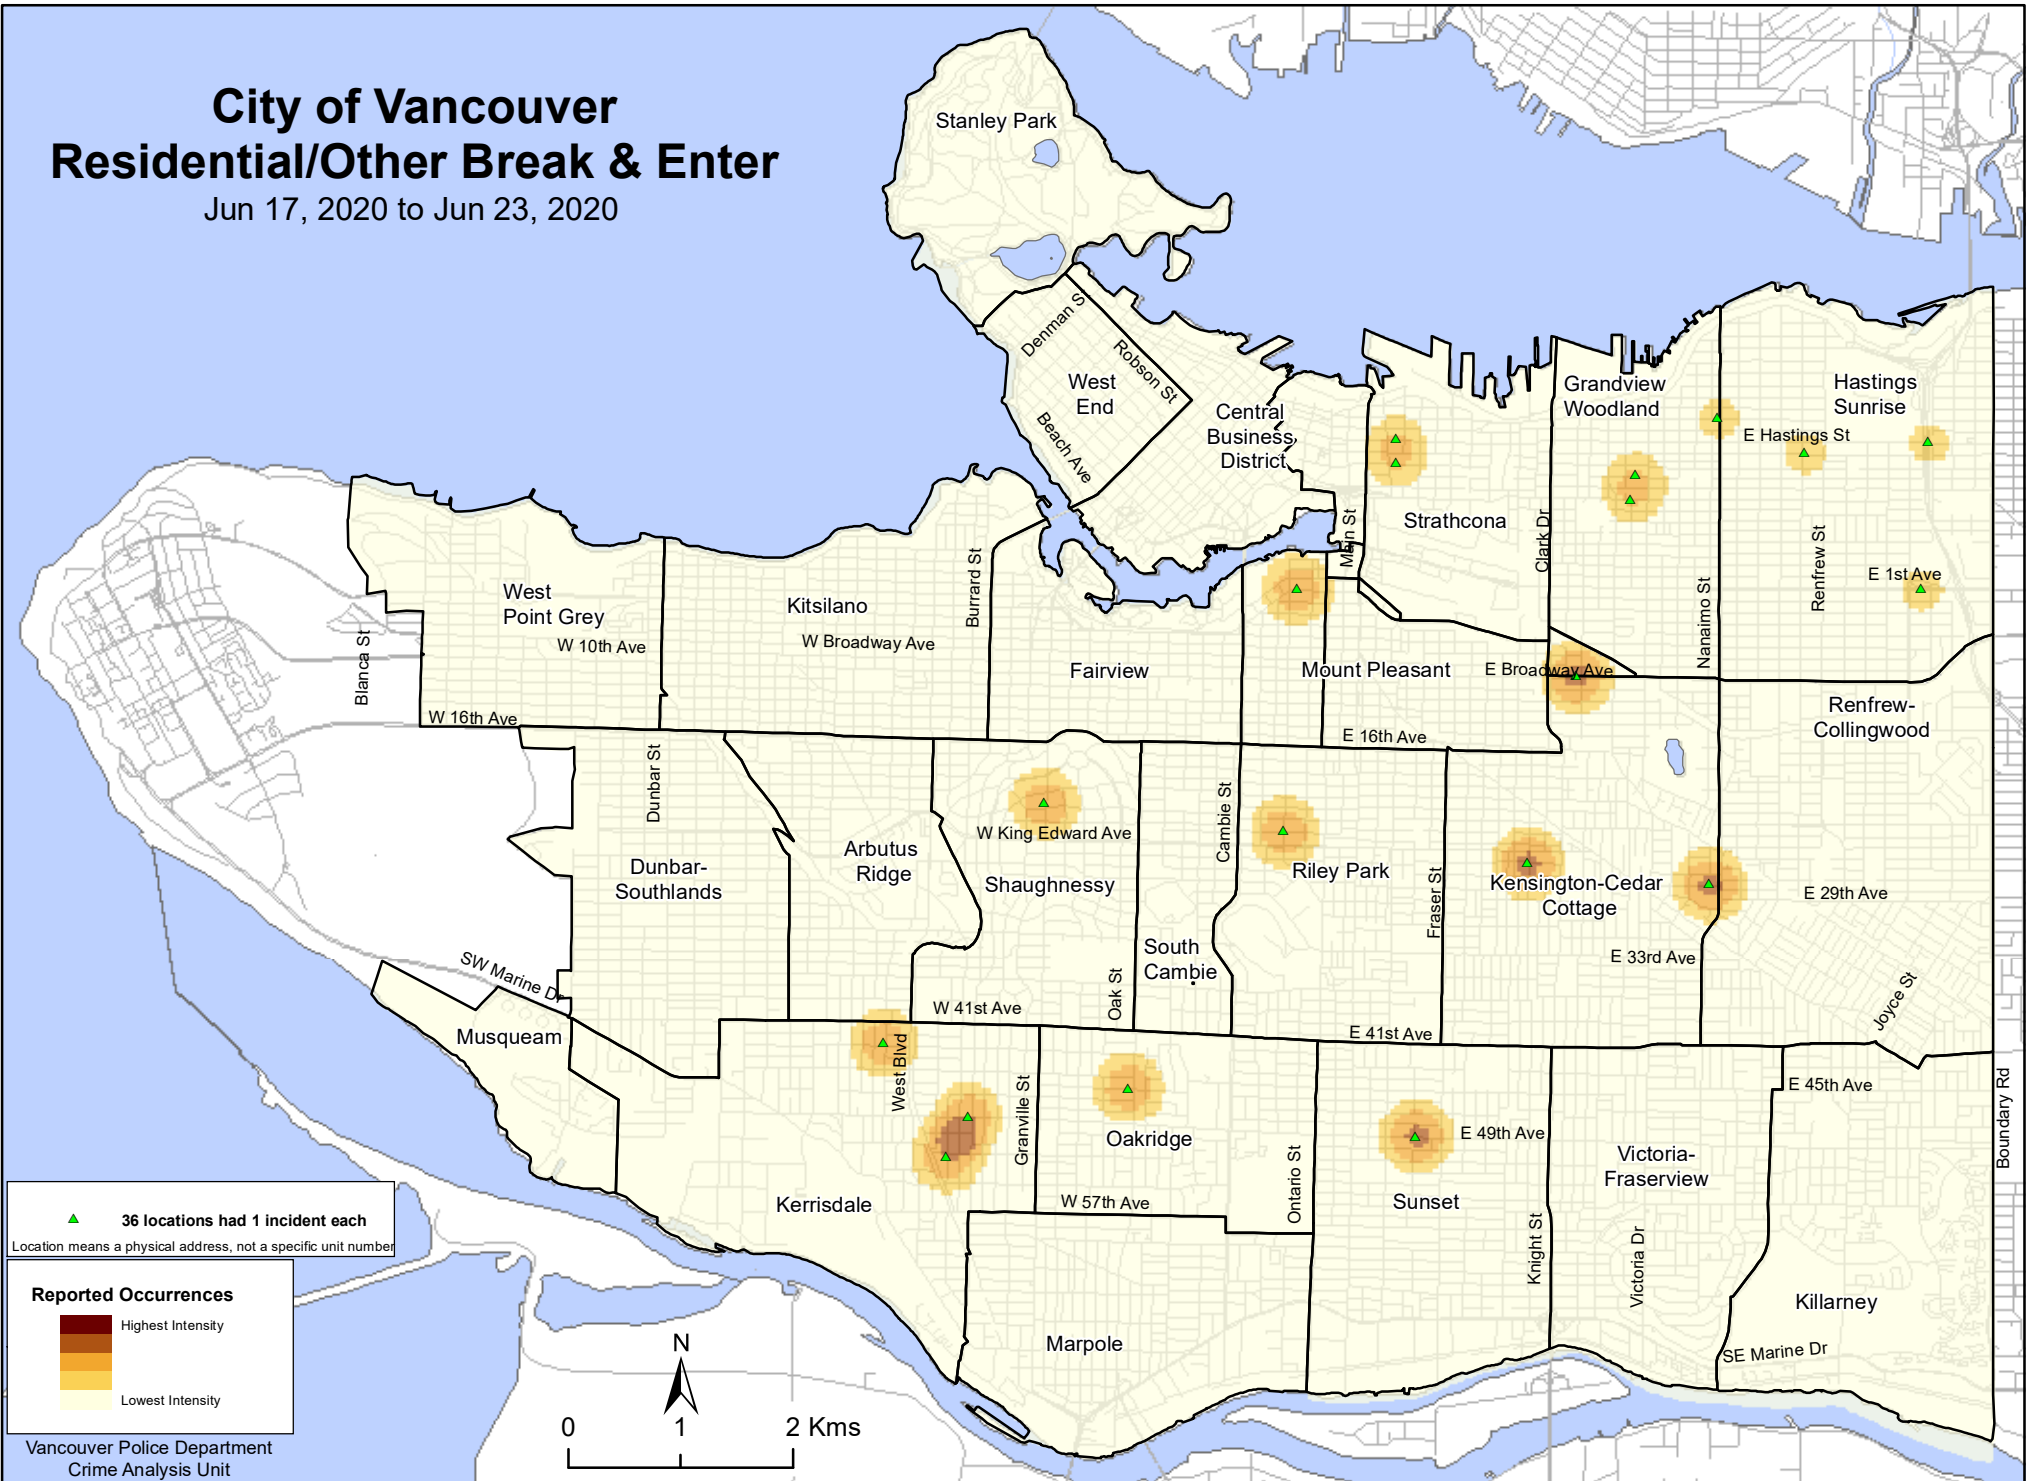 City of Vancouver
Residential/Other Break & Enter
Jun 17, 2020 to Jun 23, 2020
Stanley Park
Denman S
Robson St
West
End
Beach Ave
Central
Business
District
Main St
Strathcona
Clark Dr
Grandview
Woodland
Hastings
Sunrise
E Hastings St
Nanaimo St
Renfrew St
E 1st Ave
West
Point Grey
W 10th Ave
Blanca St
W 16th Ave
Kitsilano
W Broadway Ave
Burrard St
Fairview
Mount Pleasant
E Broadway Ave
E 16th Ave
Renfrew-
Collingwood
Dunbar St
Dunbar-
Southlands
Arbutus
Ridge
W King Edward Ave
Shaughnessy
Cambie St
Riley Park
Fraser St
Kensington-Cedar
Cottage
E 29th Ave
E 33rd Ave
Joyce St
South
Cambie
Oak St
SW Marine Dr
W 41st Ave
E 41st Ave
Musqueam
West Blvd
Granville St
Oakridge
E 49th Ave
E 45th Ave
Boundary Rd
Kerrisdale
W 57th Ave
Ontario St
Sunset
Knight St
Victoria-
Fraserview
Victoria Dr
Killarney
SE Marine Dr
Marpole
36 locations had 1 incident each
Location means a physical address, not a specific unit number
Reported Occurrences
Highest Intensity
Lowest Intensity
Vancouver Police Department
Crime Analysis Unit
N
0 1 2 Kms